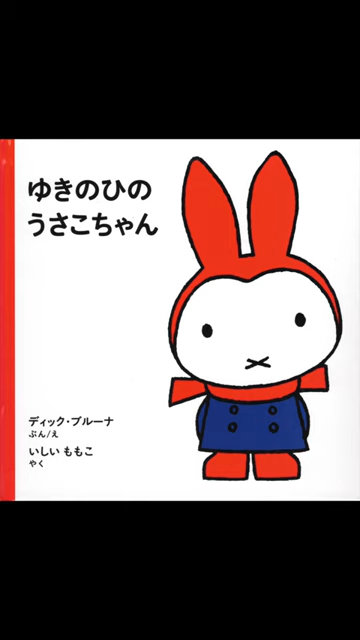 ゆきのひの
うさこちゃん
ディック・ブルーナ
ぶん/え
いしい ももこ
やく